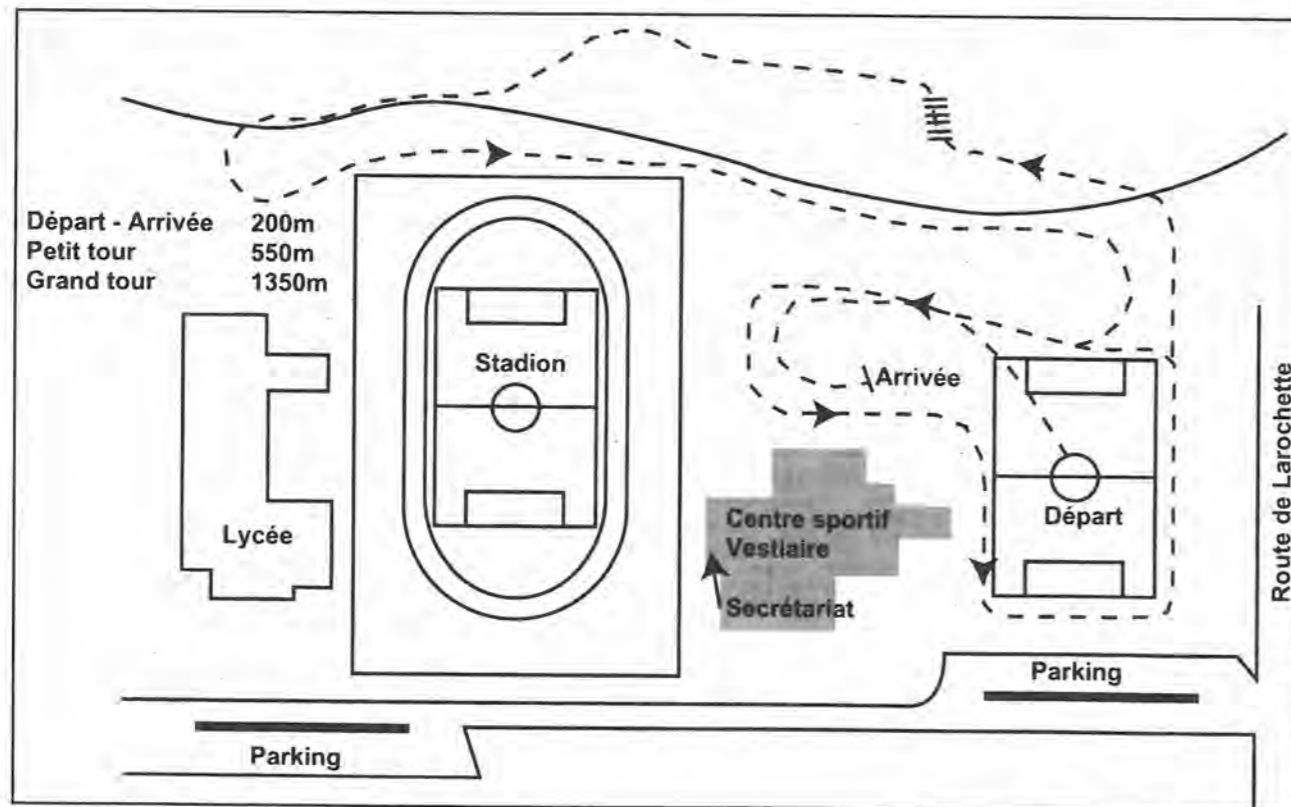 Départ - Arrivée 200m
Petit tour 550m
Grand tour 1350m
Stadion
Arrivée
Lycée
Centre sportif
Vestiaire
Secrétariat
Départ
Route de Larochette
Parking
Parking